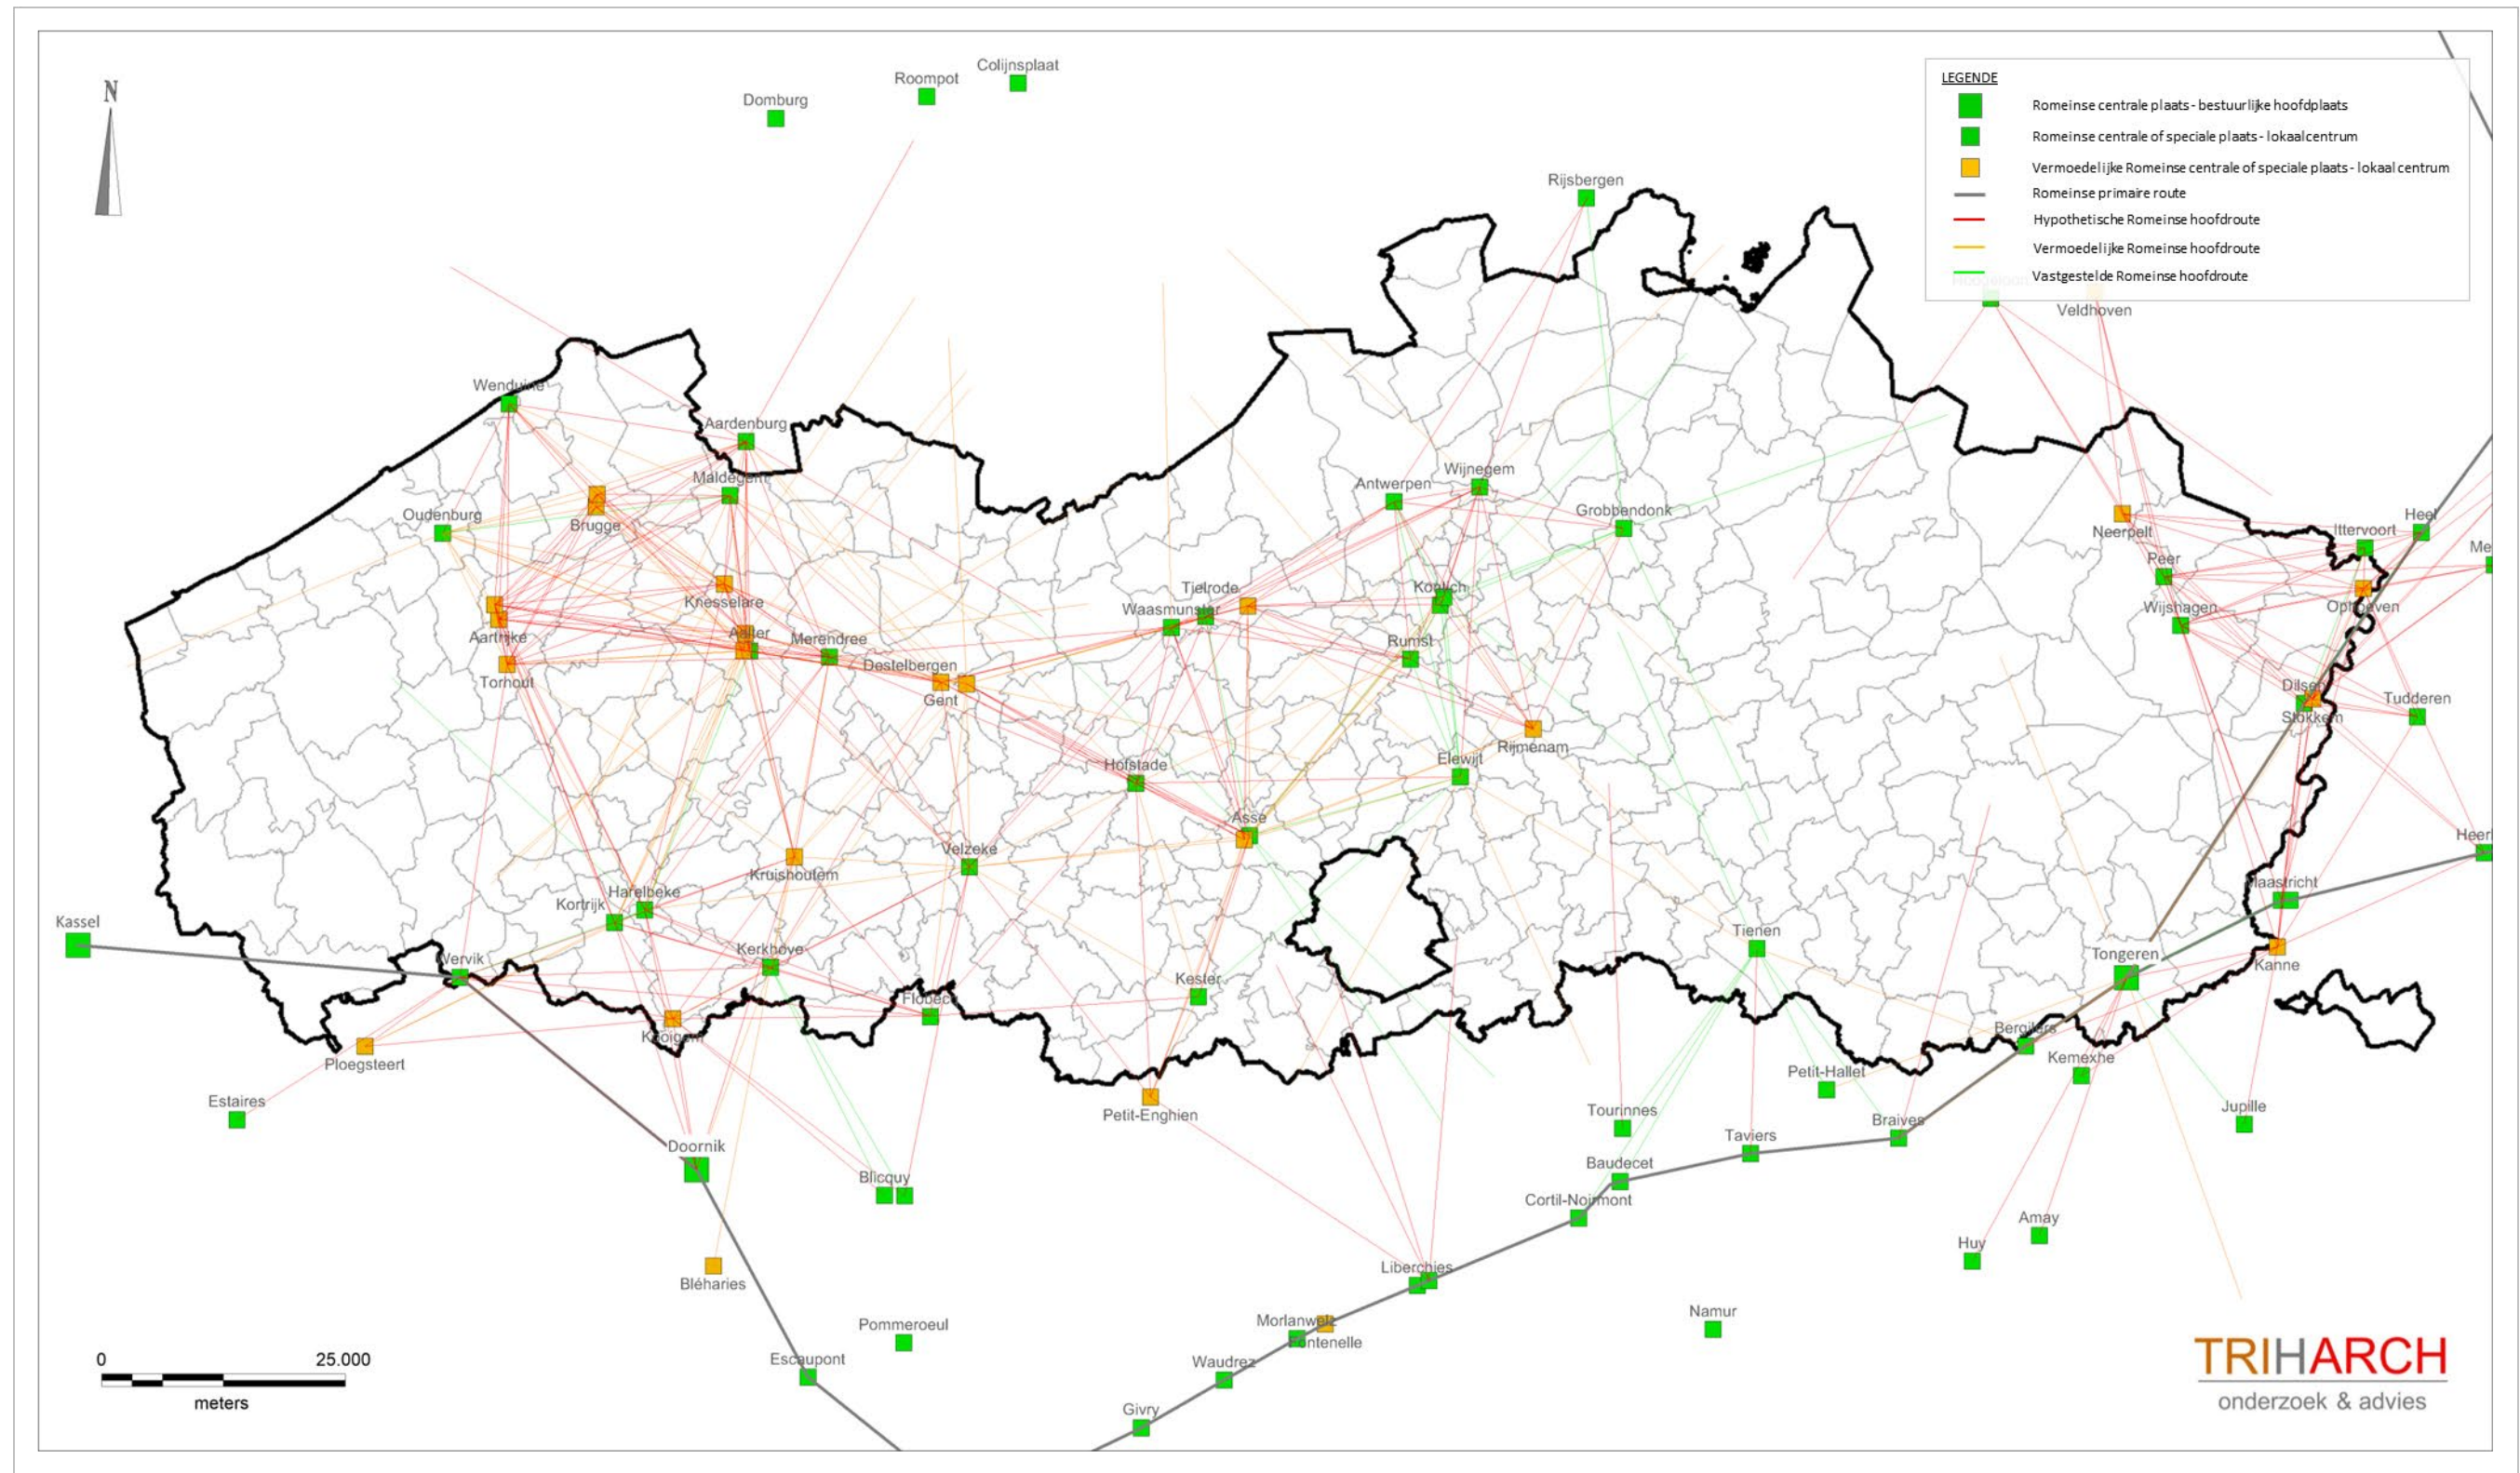 N
Domburg
Roompot
Colijnsplaat
LEGENDE
Romeinse centrale plaats - bestuurlijke hoofdplaats
Romeinse centrale of speciale plaats - lokaal centrum
Vermoedelijke Romeinse centrale of speciale plaats - lokaal centrum
Romeinse primaire route
Hypothetische Romeinse hoofdroute
Vermoedelijke Romeinse hoofdroute
Vastgestelde Romeinse hoofdroute
Rijsbergen
Veldhoven
Wenduine
Aardenburg
Maldegem
Oudenburg
Brugge
Antwerpen
Wijnegem
Grobbendonk
Neerpelt
Ittervoort
Heel
Me
Peer
Wijshagen
Ophoven
Knesselare
Aartrijke
Torhout
Aalter
Merendree
Destelbergen
Gent
Waasmunster
Tielrode
Kontich
Rumst
Rijmenam
Dilsen
Stokkem
Tudderen
Hofstade
Elewijt
Asse
Velzeke
Kruishoutem
Harelbeke
Kortrijk
Heerl
Maastricht
Kassel
Wervik
Kerkhove
Kester
Tienen
Tongeren
Kanne
Flobecq
Kooigem
Ploegsteert
Bergilers
Kemexhe
Petit-Hallet
Petit-Enghien
Estaires
Tourinnes
Jupille
Braives
Taviers
Doornik
Blicquy
Baudecet
Cortil-Noirmont
Amay
Huy
Bléharies
Liberchies
Namur
Pommeroeul
Morlanwelz
Fontenelle
Escaupont
Waudrez
Givry
0 25.000
meters
TRIHARCH
onderzoek & advies